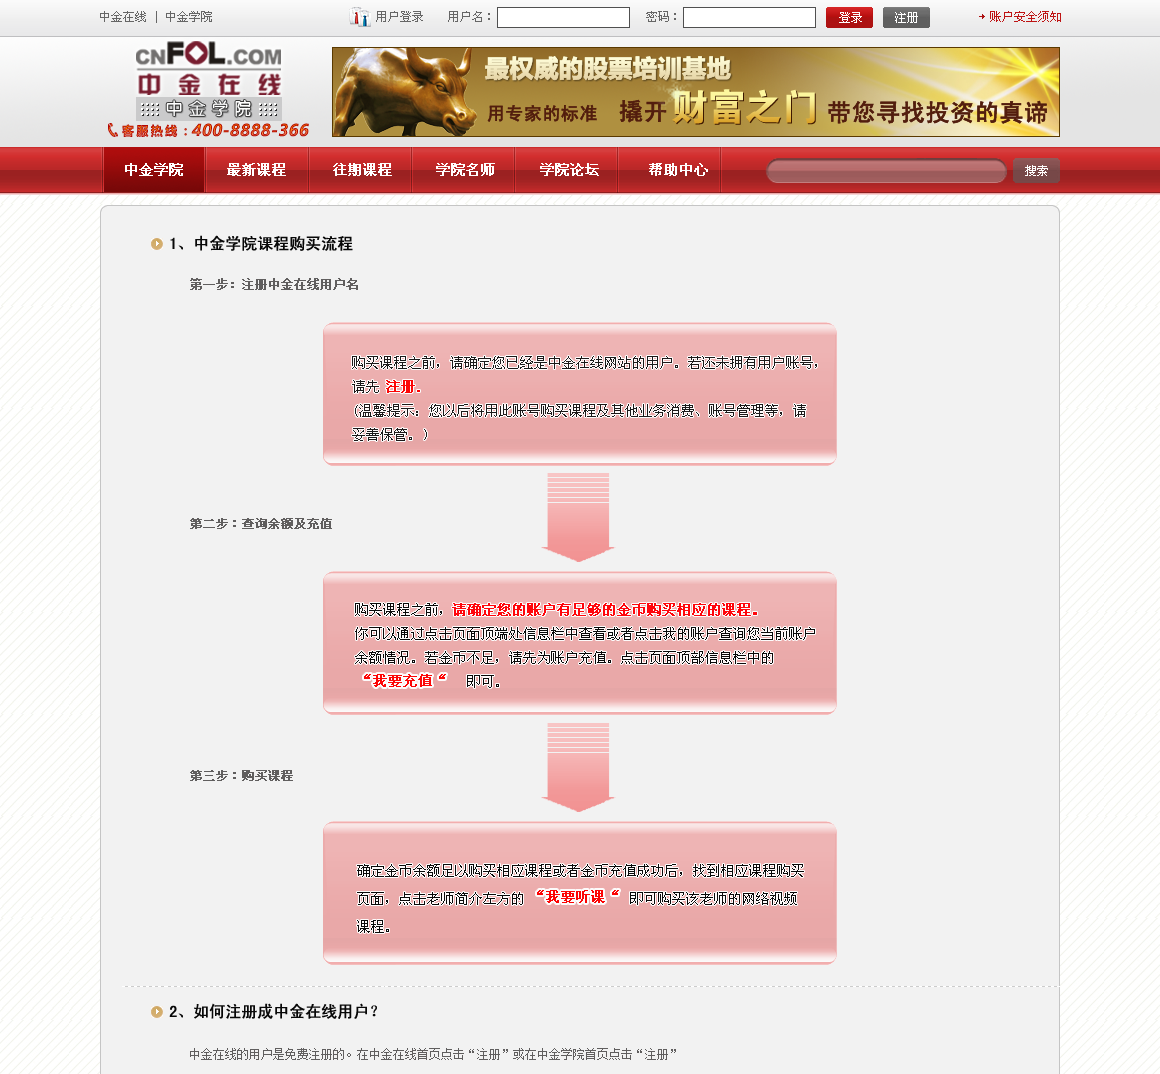 中金在线 | 中金学院
用户登录 用户名： 密码： 登录 注册 账户安全须知
CNFOL.COM
中金在线
中金学院
客服热线：400-8888-366
最权威的股票培训基地
用专家的标准 撬开财富之门 带您寻找投资的真谛
中金学院 最新课程 往期课程 学院名师 学院论坛 帮助中心 搜索
1、中金学院课程购买流程
第一步：注册中金在线用户名
购买课程之前，请确定您已经是中金在线网站的用户。若还未拥有用户账号，
请先 注册.
(温馨提示：您以后将用此账号购买课程及其他业务消费、账号管理等，请
妥善保管。)
第二步：查询余额及充值
购买课程之前，请确定您的账户有足够的金币购买相应的课程。
你可以通过点击页面顶端处信息栏中查看或者点击我的账户查询您当前账户
余额情况。若金币不足，请先为账户充值。点击页面顶部信息栏中的
“我要充值“ 即可。
第三步：购买课程
确定金币余额足以购买相应课程或者金币充值成功后，找到相应课程购买
页面，点击老师简介左方的 “我要听课“ 即可购买该老师的网络视频
课程。
2、如何注册成中金在线用户？
中金在线的用户是免费注册的。在中金在线首页点击“注册”或在中金学院首页点击“注册”